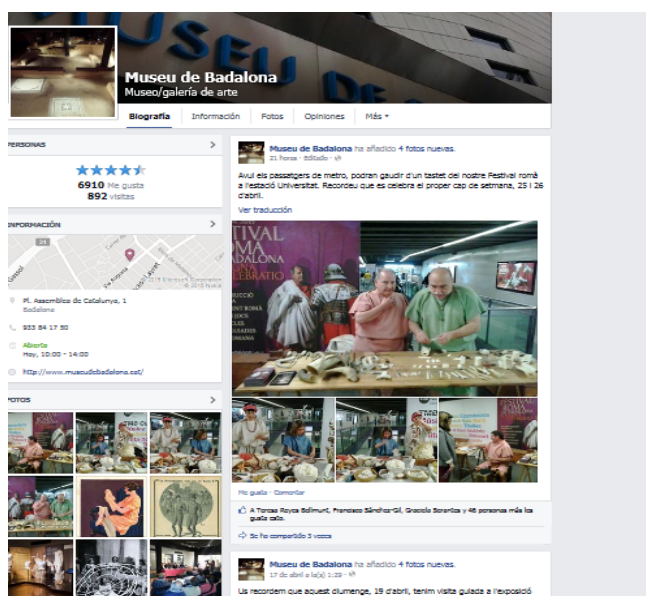 MUSEU DE
Museu de Badalona
Museo/galería de arte
Biografía Información Fotos Opiniones Más
PERSONAS
6910 Me gusta
892 visitas
INFORMACIÓN
Pl. Assemblea de Catalunya, 1
Badalona
933 84 17 50
Abierto
Hoy, 10:00 - 14:00
http://www.museudebadalona.cat/
FOTOS
Museu de Badalona ha añadido 4 fotos nuevas.
21 horas · Editado ·
Avui els passatgers de metro, podran gaudir d'un tastet del nostre Festival romà
a l'estació Universitat. Recordeu que es celebra el proper cap de setmana, 25 i 26
d'abril.
Ver traducción
Me gusta · Comentar
A Teresa Francisco Sánchez-Gil, Graciela y 46 personas más les
gusta esto.
Se ha compartido 3 veces
Museu de Badalona ha añadido 4 fotos nuevas.
17 de abril a la(s) 1:29 ·
Us recordem que aquest diumenge, 19 d'abril, tenim visita guiada a l'exposició